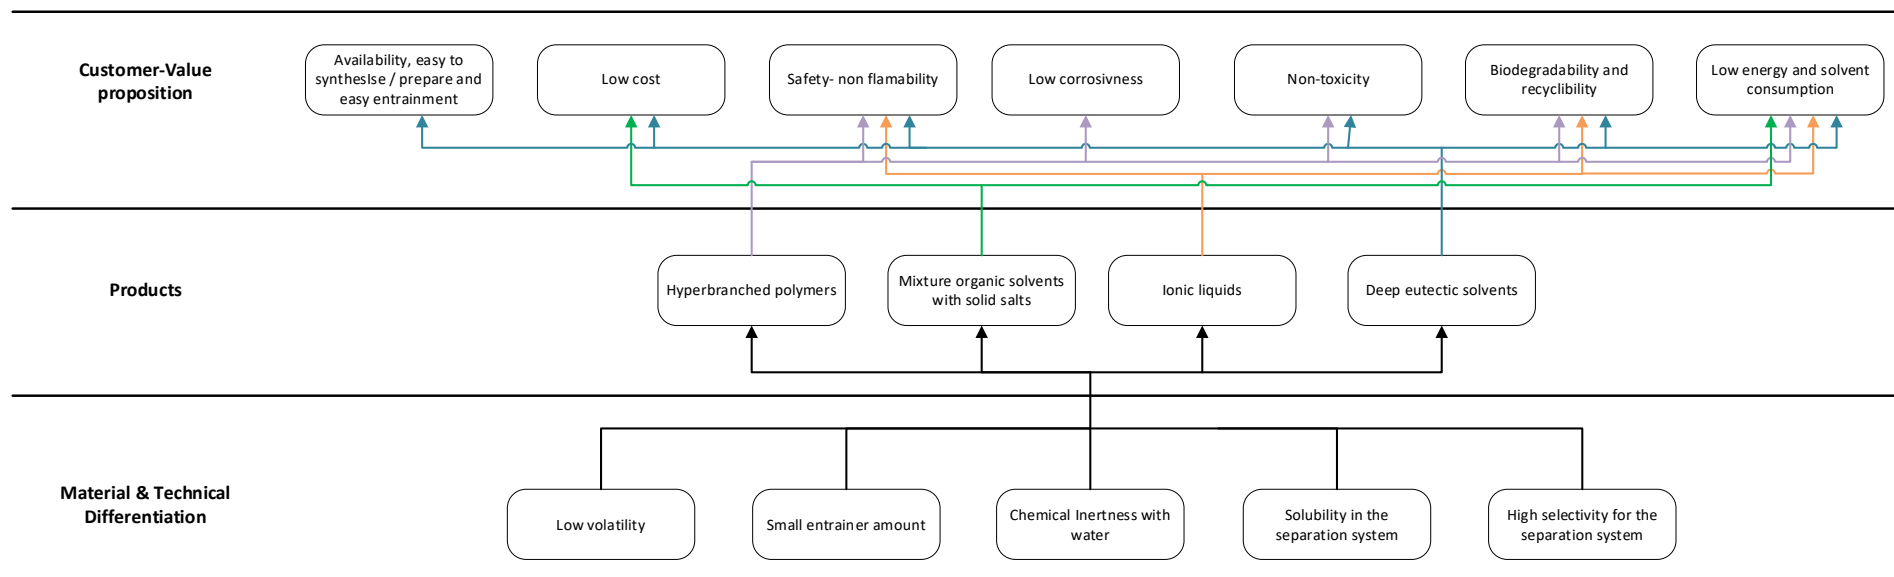 Customer-Value
proposition
Availability, easy to
syntheslse / prepare and
easy entrainment
Low cost
Safety- non flamability
Low corrosivness
Non-toxicity
Biodegradability and
recyclibility
Low energy and solvent
consumption
Products
Hyperbranched polymers
Mixture organic solvents
with solid salts
Ionic liquids
Deep eutectic solvents
Material & Technical
Differentiation
Low volatility
Small entrainer amount
Chemical Inertness with
water
Solubility in the
separation system
High selectivity for the
separation system